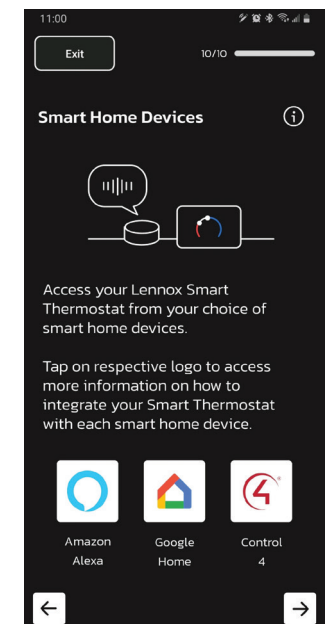 11:00
Exit
10/10
Smart Home Devices
i
Access your Lennox Smart
Thermostat from your choice of
smart home devices.
Tap on respective logo to access
more information on how to
integrate your Smart Thermostat
with each smart home device.
4
Amazon
Alexa
Google
Home
Control
4